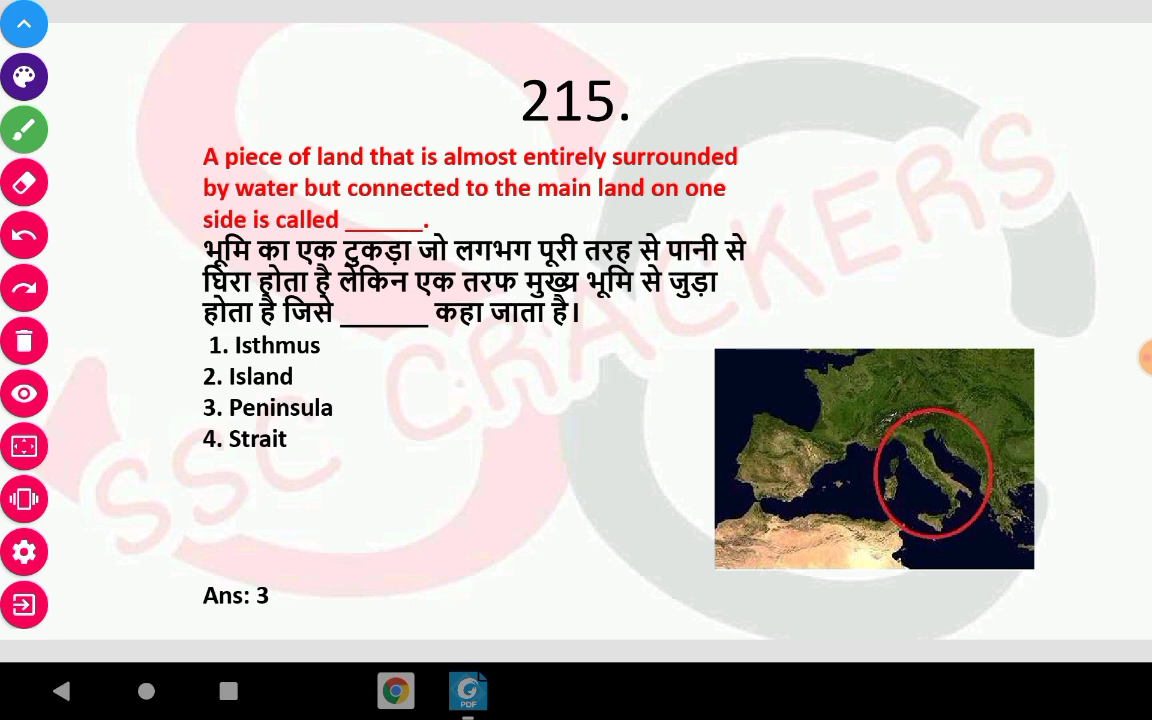 215.
A piece of land that is almost entirely surrounded
by water but connected to the main land on one
side is called ______.
भूमि का एक टुकड़ा जो लगभग पूरी तरह से पानी से
घिरा होता है लेकिन एक तरफ मुख्य भूमि से जुड़ा
होता है जिसे ______ कहा जाता है।
1. Isthmus
2. Island
3. Peninsula
4. Strait
Ans: 3
SSC CRACKERS
PDF